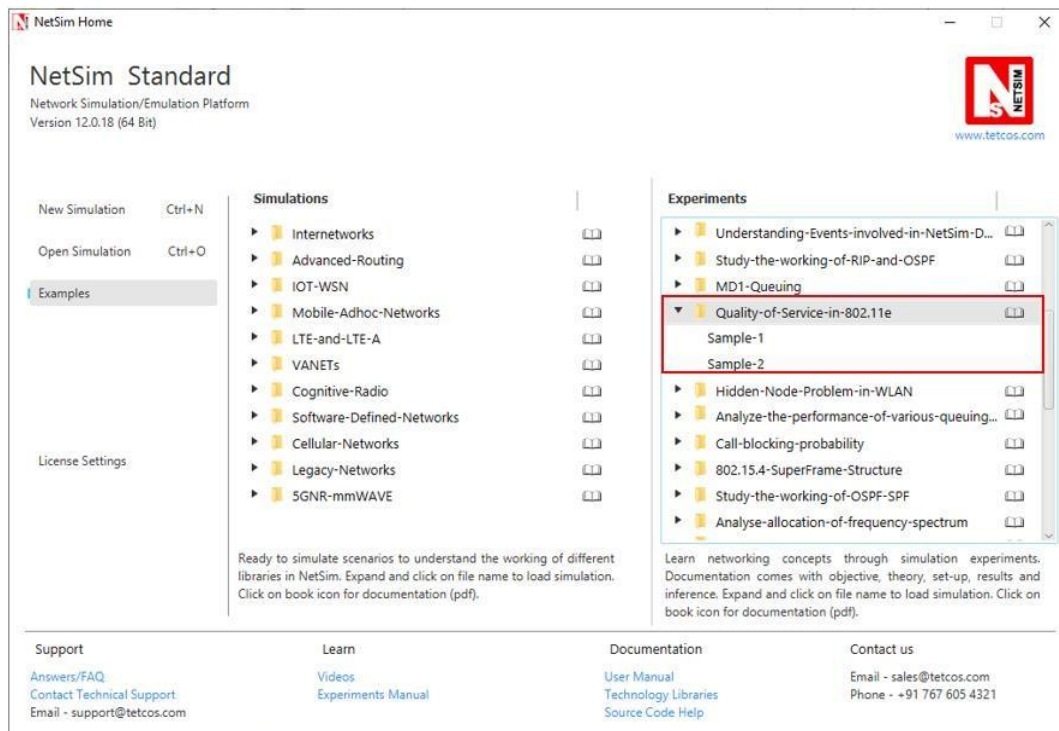 NetSim Home
NetSim Standard
Network Simulation/Emulation Platform
Version 12.0.18 (64 Bit)
NS NETSIM
www.tetcos.com
New Simulation Ctrl+N
Open Simulation Ctrl+O
Examples
License Settings
Simulations
Internetworks
Advanced-Routing
IOT-WSN
Mobile-Adhoc-Networks
LTE-and-LTE-A
VANETs
Cognitive-Radio
Software-Defined-Networks
Cellular-Networks
Legacy-Networks
5GNR-mmWAVE
Ready to simulate scenarios to understand the working of different
libraries in NetSim. Expand and click on file name to load simulation.
Click on book icon for documentation (pdf).
Experiments
Understanding-Events-involved-in-NetSim-D...
Study-the-working-of-RIP-and-OSPF
MD1-Queuing
Quality-of-Service-in-802.11e
Sample-1
Sample-2
Hidden-Node-Problem-in-WLAN
Analyze-the-performance-of-various-queuing...
Call-blocking-probability
802.15.4-SuperFrame-Structure
Study-the-working-of-OSPF-SPF
Analyse-allocation-of-frequency-spectrum
Learn networking concepts through simulation experiments.
Documentation comes with objective, theory, set-up, results and
inference. Expand and click on file name to load simulation. Click on
book icon for documentation (pdf).
Support
Answers/FAQ
Contact Technical Support
Email - support@tetcos.com
Learn
Videos
Experiments Manual
Documentation
User Manual
Technology Libraries
Source Code Help
Contact us
Email - sales@tetcos.com
Phone - +91 767 605 4321